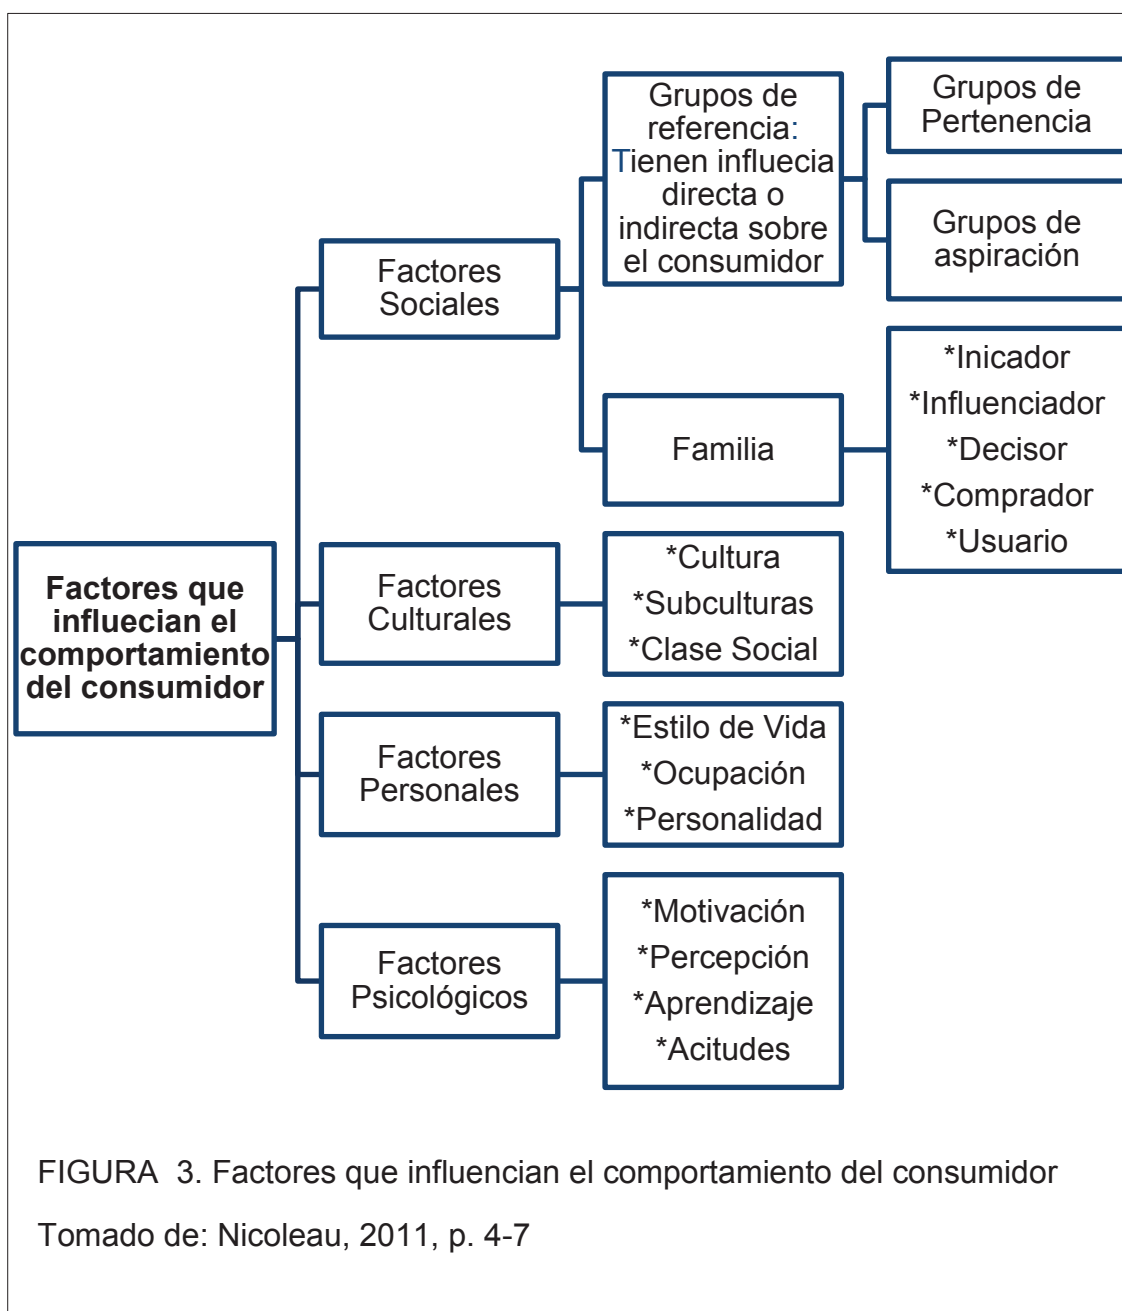 Factores que
influecian el
comportamiento
del consumidor
Factores
Sociales
Grupos de
referencia:
Tienen influecia
directa o
indirecta sobre
el consumidor
Grupos de
Pertenencia
Grupos de
aspiración
Familia
*Inicador
*Influenciador
*Decisor
*Comprador
*Usuario
Factores
Culturales
*Cultura
*Subculturas
*Clase Social
Factores
Personales
*Estilo de Vida
*Ocupación
*Personalidad
Factores
Psicológicos
*Motivación
*Percepción
*Aprendizaje
*Acitudes
FIGURA 3. Factores que influencian el comportamiento del consumidor
Tomado de: Nicoleau, 2011, p. 4-7